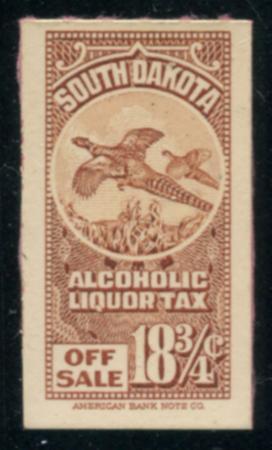 SOUTH DAKOTA
ALCOHOLIC
LIQUOR TAX
OFF
SALE
18¾¢
AMERICAN BANK NOTE CO.